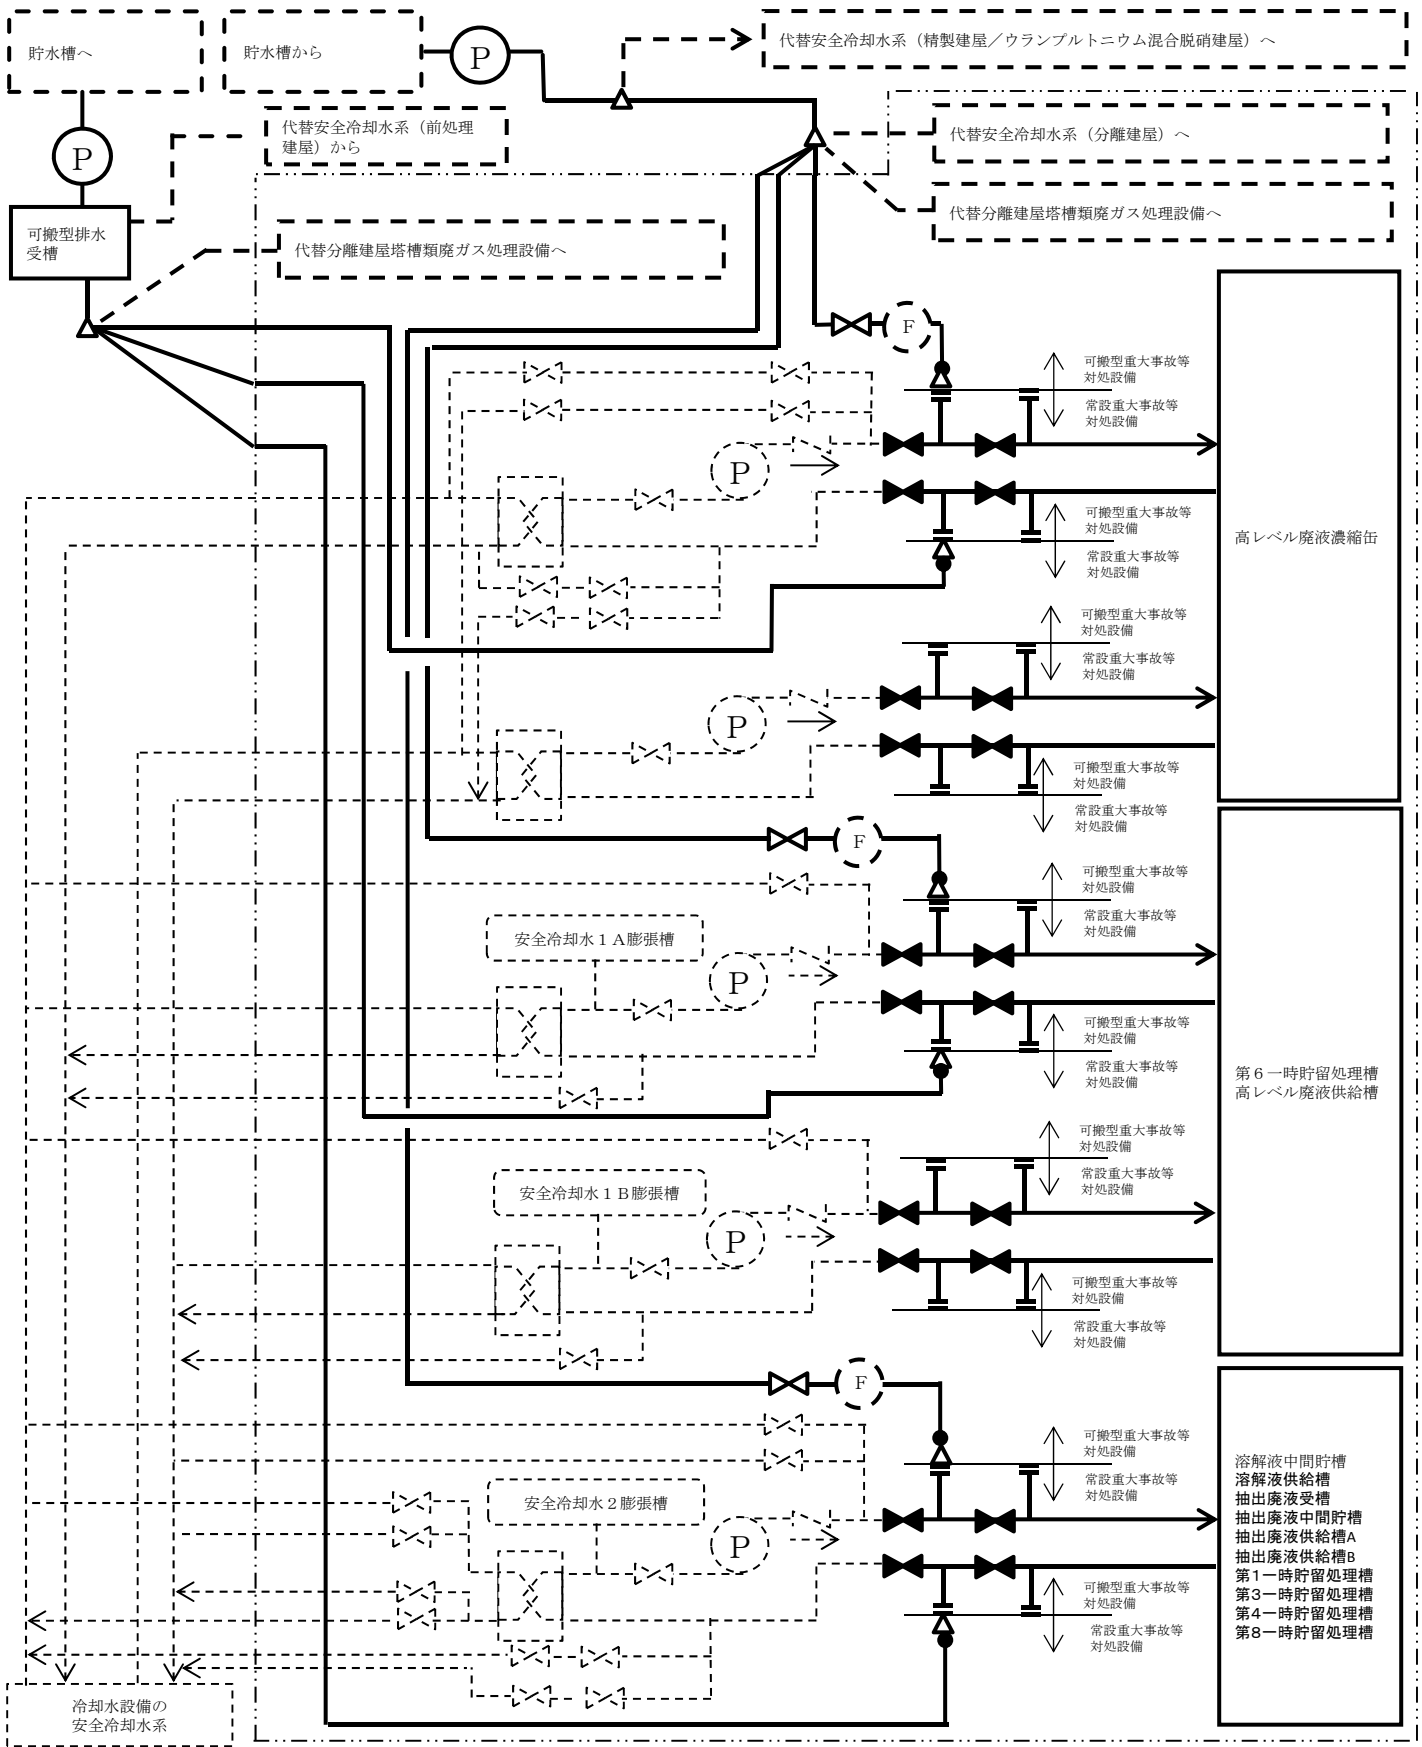 貯水槽へ
貯水槽から
P
代替安全冷却水系（精製建屋／ウランプルトニウム混合脱硝建屋）へ
P
代替安全冷却水系（前処理
建屋）から
代替安全冷却水系（分離建屋）へ
代替分離建屋塔槽類廃ガス処理設備へ
可搬型排水
受槽
代替分離建屋塔槽類廃ガス処理設備へ
F
可搬型重大事故等
対処設備
常設重大事故等
対処設備
P
可搬型重大事故等
対処設備
常設重大事故等
対処設備
高レベル廃液濃縮缶
可搬型重大事故等
対処設備
常設重大事故等
対処設備
P
可搬型重大事故等
対処設備
常設重大事故等
対処設備
F
可搬型重大事故等
対処設備
常設重大事故等
対処設備
安全冷却水１Ａ膨張槽
P
可搬型重大事故等
対処設備
常設重大事故等
対処設備
第６一時貯留処理槽
高レベル廃液供給槽
可搬型重大事故等
対処設備
常設重大事故等
対処設備
安全冷却水１Ｂ膨張槽
P
可搬型重大事故等
対処設備
常設重大事故等
対処設備
F
可搬型重大事故等
対処設備
常設重大事故等
対処設備
安全冷却水２膨張槽
P
可搬型重大事故等
対処設備
常設重大事故等
対処設備
溶解液中間貯槽
溶解液供給槽
抽出廃液受槽
抽出廃液中間貯槽
抽出廃液供給槽A
抽出廃液供給槽B
第1一時貯留処理槽
第3一時貯留処理槽
第4一時貯留処理槽
第8一時貯留処理槽
冷却水設備の
安全冷却水系